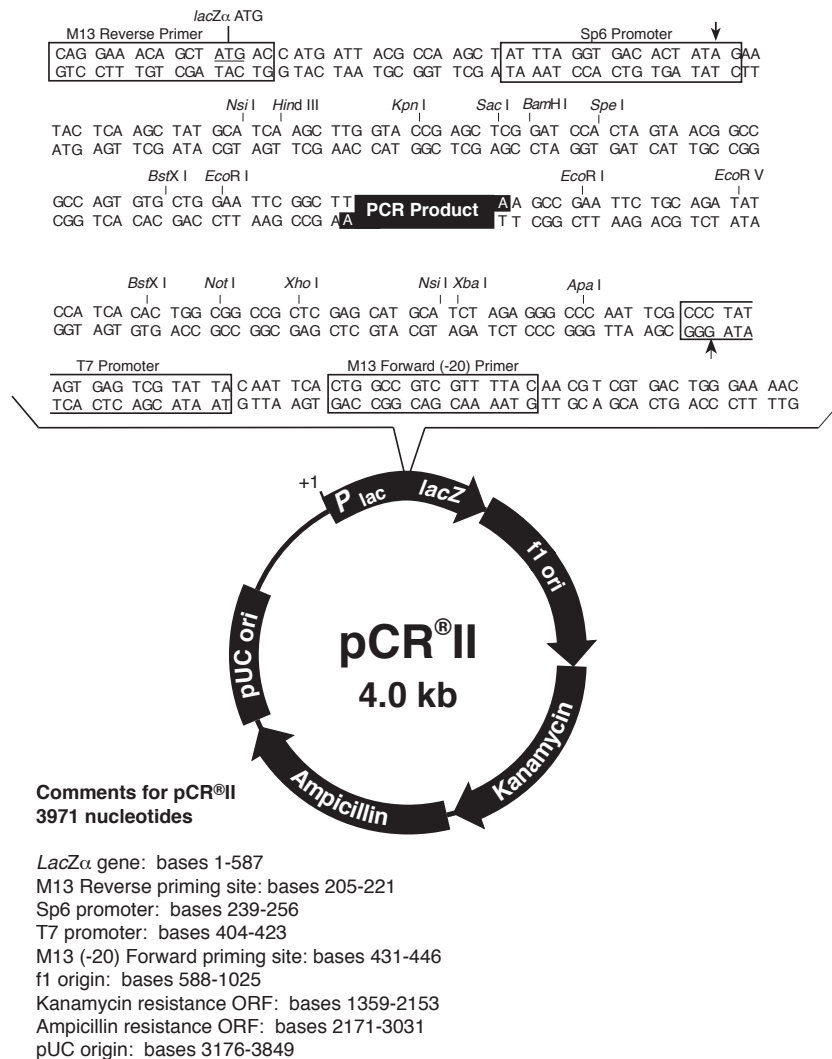 lacZα ATG
M13 Reverse Primer
Sp6 Promoter
CAG GAA ACA GCT ATG AC C ATG ATT ACG CCA AGC T AT TTA GGT GAC ACT ATA G AA
GTC CTT TGT CGA TAC TG G TAC TAA TGC GGT TCG A TA AAT CCA CTG TGA TAT C TT
Nsi I Hind III Kpn I Sac I BamH I Spe I
TAC TCA AGC TAT GCA TCA AGC TTG GTA CCG AGC TCG GAT CCA CTA GTA ACG GCC
ATG AGT TCG ATA CGT AGT TCG AAC CAT GGC TCG AGC CTA GGT GAT CAT TGC CGG
BstX I EcoR I EcoR I EcoR V
GCC AGT GTG CTG GAA TTC GGC TT PCR Product A A GCC GAA TTC TGC AGA TAT
CGG TCA CAC GAC CTT AAG CCG A A T T CGG CTT AAG ACG TCT ATA
BstX I Not I Xho I Nsi I Xba I Apa I
CCA TCA CAC TGG CGG CCG CTC GAG CAT GCA TCT AGA GGG CCC AAT TCG CCC TAT
GGT AGT GTG ACC GCC GGC GAG CTC GTA CGT AGA TCT CCC GGG TTA AGC GGG ATA
T7 Promoter M13 Forward (-20) Primer
AGT GAG TCG TAT TA C AAT TCA CTG GCC GTC GTT TTA C AA CGT CGT GAC TGG GAA AAC
TCA CTC AGC ATA AT G TTA AGT GAC CGG CAG CAA AAT G TT GCA GCA CTG ACC CTT TTG
+1
P lac lacZ
f1 ori
Kanamycin
Ampicillin
pUC ori
pCR®II
4.0 kb
Comments for pCR®II
3971 nucleotides
LacZα gene: bases 1-587
M13 Reverse priming site: bases 205-221
Sp6 promoter: bases 239-256
T7 promoter: bases 404-423
M13 (-20) Forward priming site: bases 431-446
f1 origin: bases 588-1025
Kanamycin resistance ORF: bases 1359-2153
Ampicillin resistance ORF: bases 2171-3031
pUC origin: bases 3176-3849